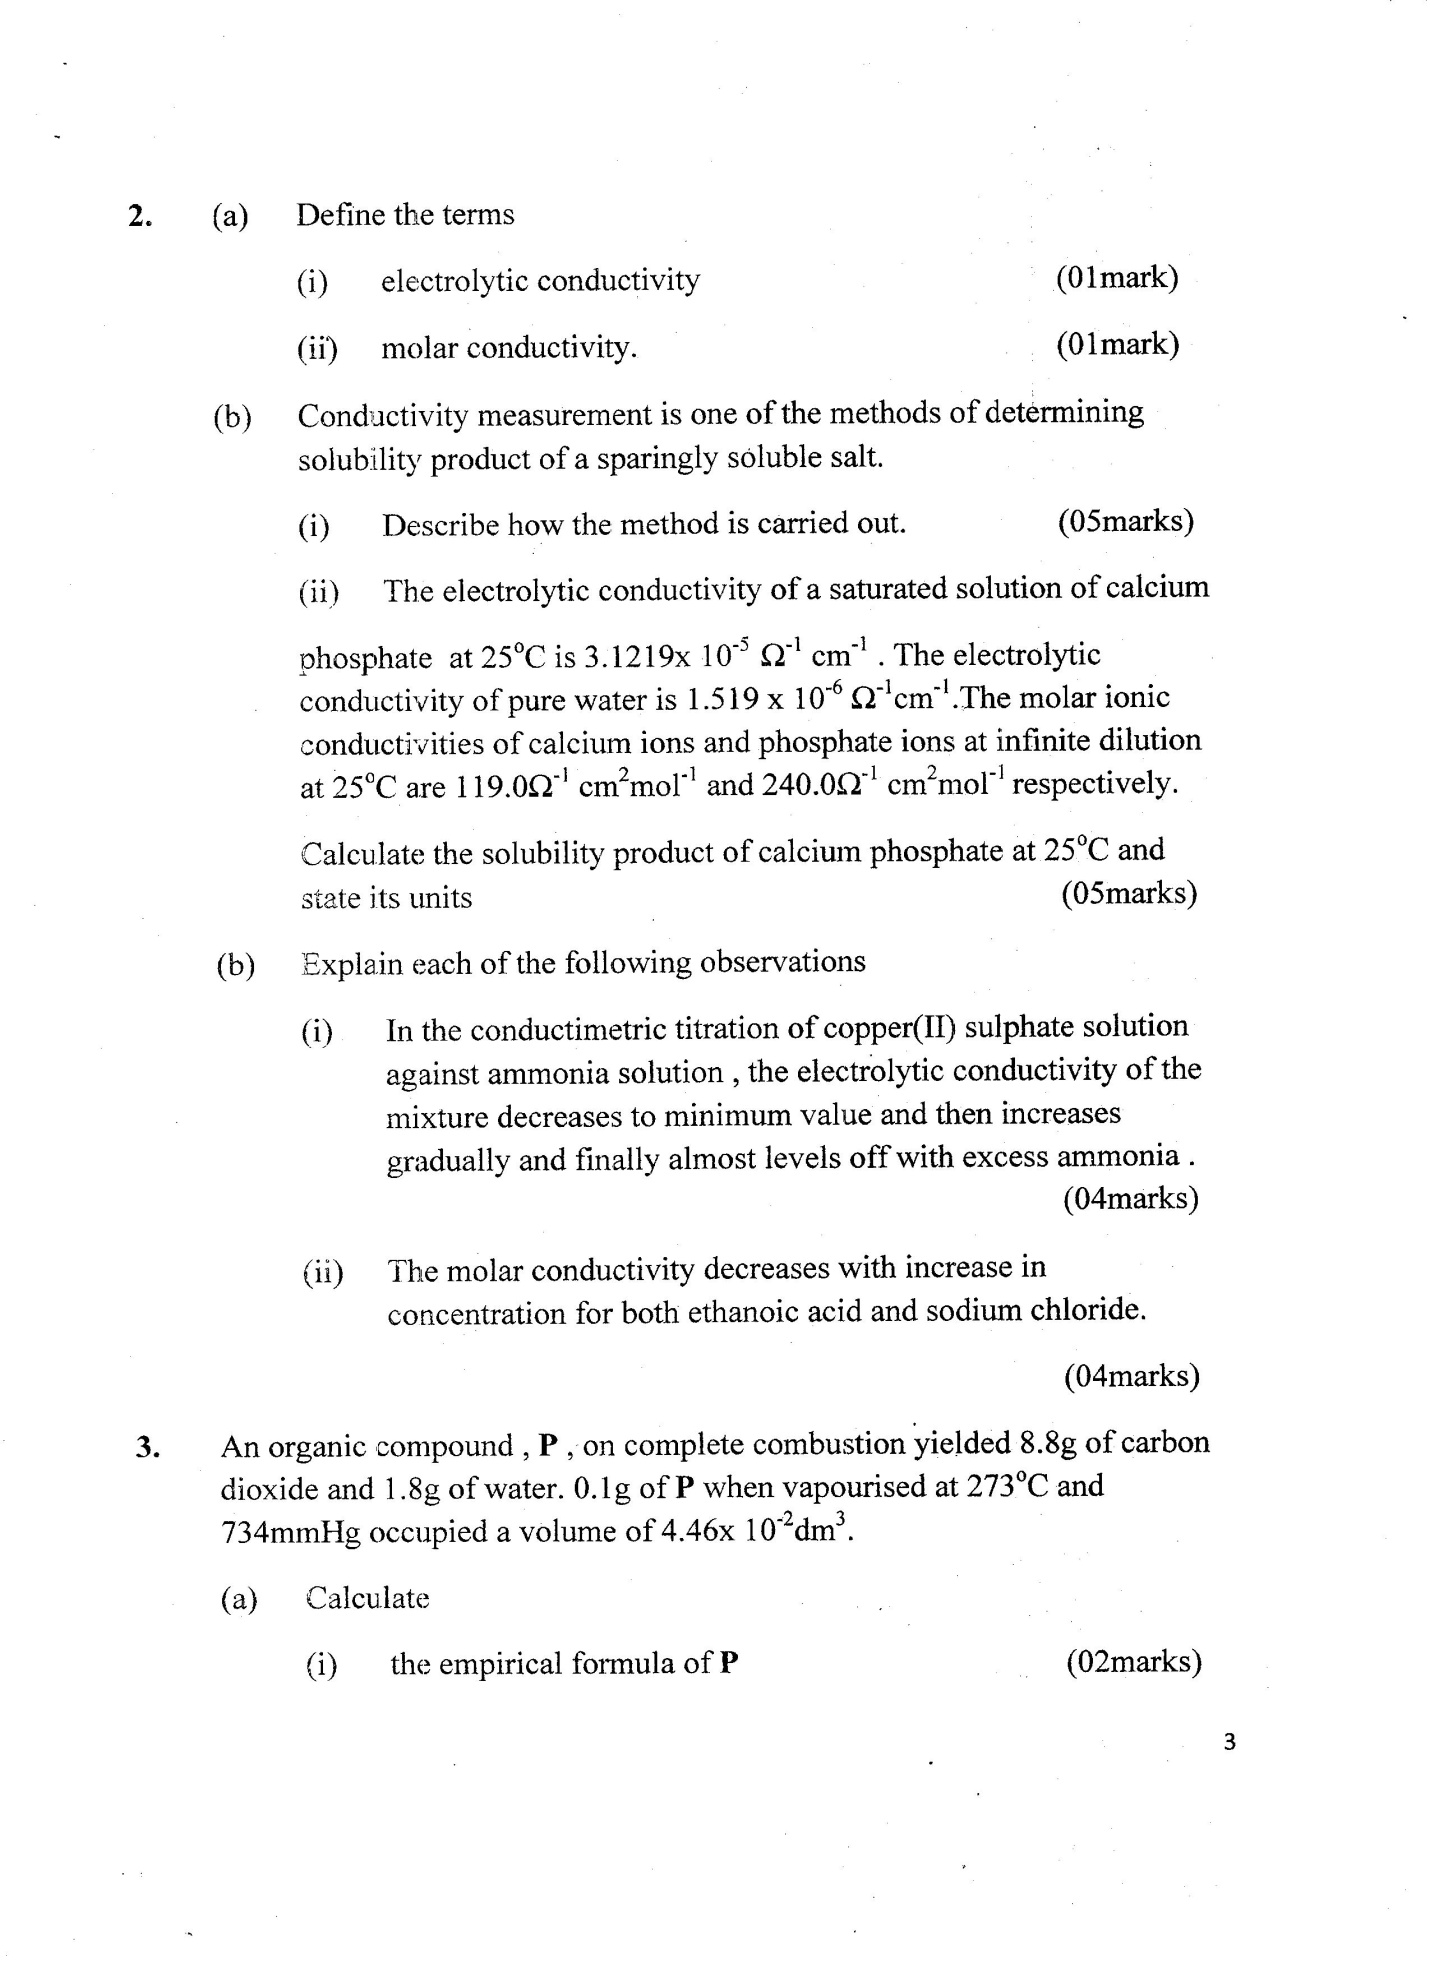 2. (a) Define the terms
(i) electrolytic conductivity (01mark)
(ii) molar conductivity. (01mark)
(b) Conductivity measurement is one of the methods of determining
solubility product of a sparingly soluble salt.
(i) Describe how the method is carried out. (05marks)
(ii) The electrolytic conductivity of a saturated solution of calcium
phosphate at 25⁰C is 3.1219x 10⁻⁵ Ω⁻¹ cm⁻¹ . The electrolytic
conductivity of pure water is 1.519 x 10⁻⁶ Ω⁻¹cm⁻¹.The molar ionic
conductivities of calcium ions and phosphate ions at infinite dilution
at 25⁰C are 119.0Ω⁻¹ cm²mol⁻¹ and 240.0Ω⁻¹ cm²mol⁻¹ respectively.
Calculate the solubility product of calcium phosphate at 25⁰C and
state its units (05marks)
(b) Explain each of the following observations
(i) In the conductimetric titration of copper(II) sulphate solution
against ammonia solution , the electrolytic conductivity of the
mixture decreases to minimum value and then increases
gradually and finally almost levels off with excess ammonia .
(04marks)
(ii) The molar conductivity decreases with increase in
concentration for both ethanoic acid and sodium chloride.
(04marks)
3. An organic compound , P , on complete combustion yielded 8.8g of carbon
dioxide and 1.8g of water. 0.1g of P when vapourised at 273⁰C and
734mmHg occupied a volume of 4.46x 10⁻²dm³.
(a) Calculate
(i) the empirical formula of P (02marks)
3